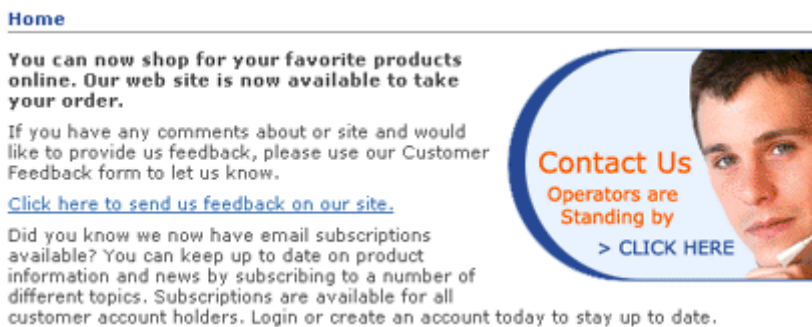 Home
You can now shop for your favorite products
online. Our web site is now available to take
your order.
If you have any comments about or site and would
like to provide us feedback, please use our Customer
Feedback form to let us know.
Click here to send us feedback on our site.
Did you know we now have email subscriptions
available? You can keep up to date on product
information and news by subscribing to a number of
different topics. Subscriptions are available for all
customer account holders. Login or create an account today to stay up to date.
Contact Us
Operators are
Standing by
> CLICK HERE